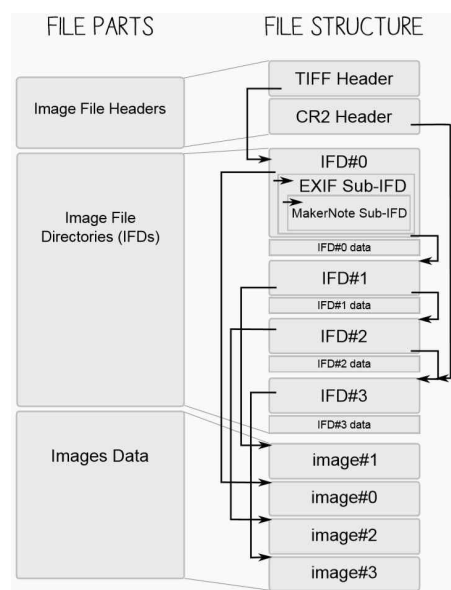 FILE PARTS
FILE STRUCTURE
Image File Headers
TIFF Header
CR2 Header
Image File
Directories (IFDs)
IFD#0
EXIF Sub-IFD
MakerNote Sub-IFD
IFD#0 data
IFD#1
IFD#1 data
IFD#2
IFD#2 data
IFD#3
IFD#3 data
Images Data
image#1
image#0
image#2
image#3